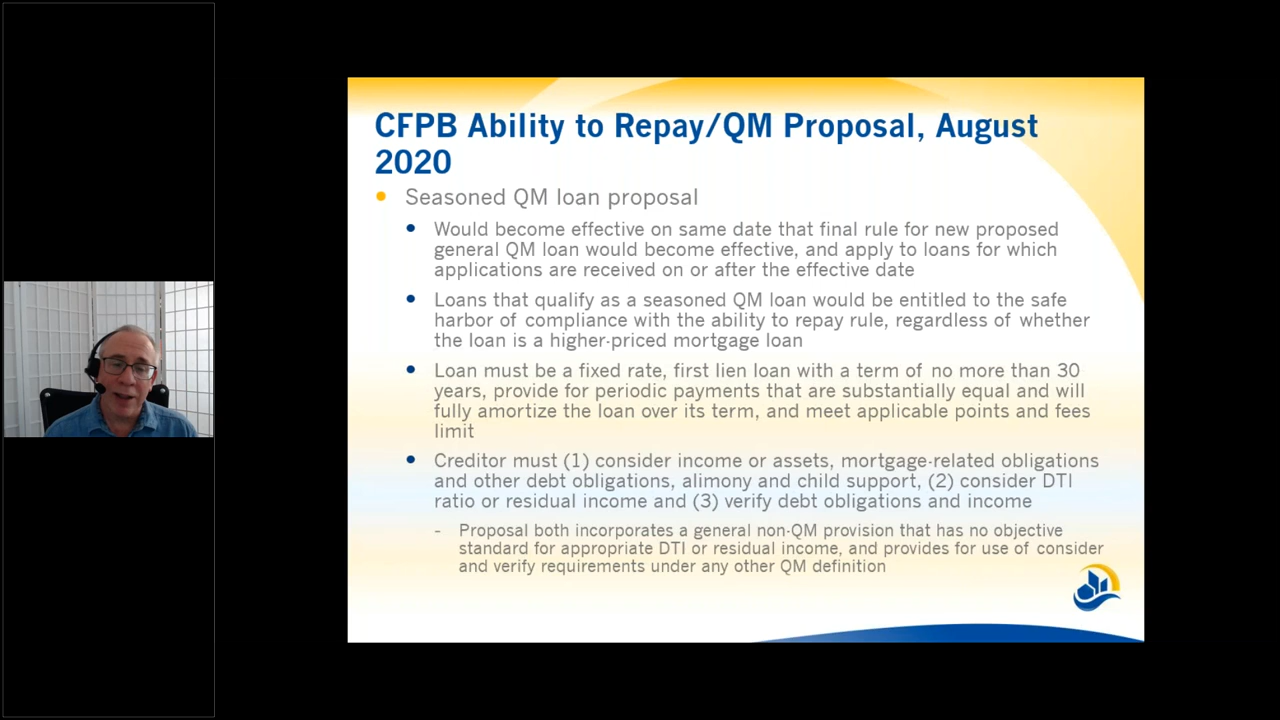 CFPB Ability to Repay/QM Proposal, August
2020
Seasoned QM loan proposal
Would become effective on same date that final rule for new proposed
general QM loan would become effective, and apply to loans for which
applications are received on or after the effective date
Loans that qualify as a seasoned QM loan would be entitled to the safe
harbor of compliance with the ability to repay rule, regardless of whether
the loan is a higher-priced mortgage loan
Loan must be a fixed rate, first lien loan with a term of no more than 30
years, provide for periodic payments that are substantially equal and will
fully amortize the loan over its term, and meet applicable points and fees
limit
Creditor must (1) consider income or assets, mortgage-related obligations
and other debt obligations, alimony and child support, (2) consider DTI
ratio or residual income and (3) verify debt obligations and income
- Proposal both incorporates a general non-QM provision that has no objective
standard for appropriate DTI or residual income, and provides for use of consider
and verify requirements under any other QM definition